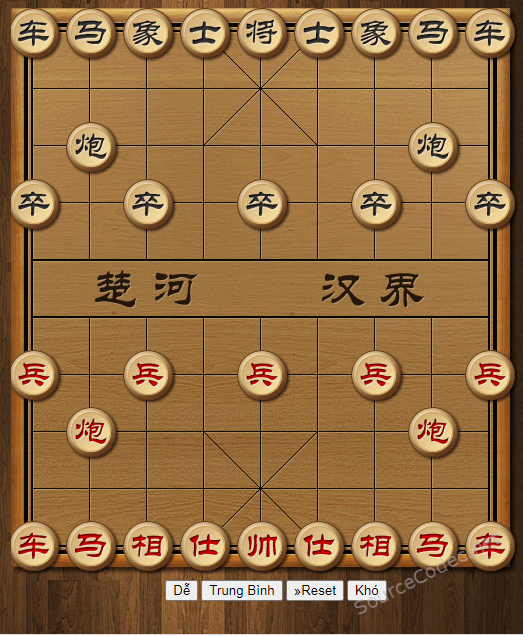 车 马 象 士 将 士 象 马 车
炮 炮
卒 卒 卒 卒 卒
楚河 汉界
兵 兵 兵 兵 兵
炮 炮
车 马 相 仕 帅 仕 相 马 车
Dễ Trung Bình »Reset Khó